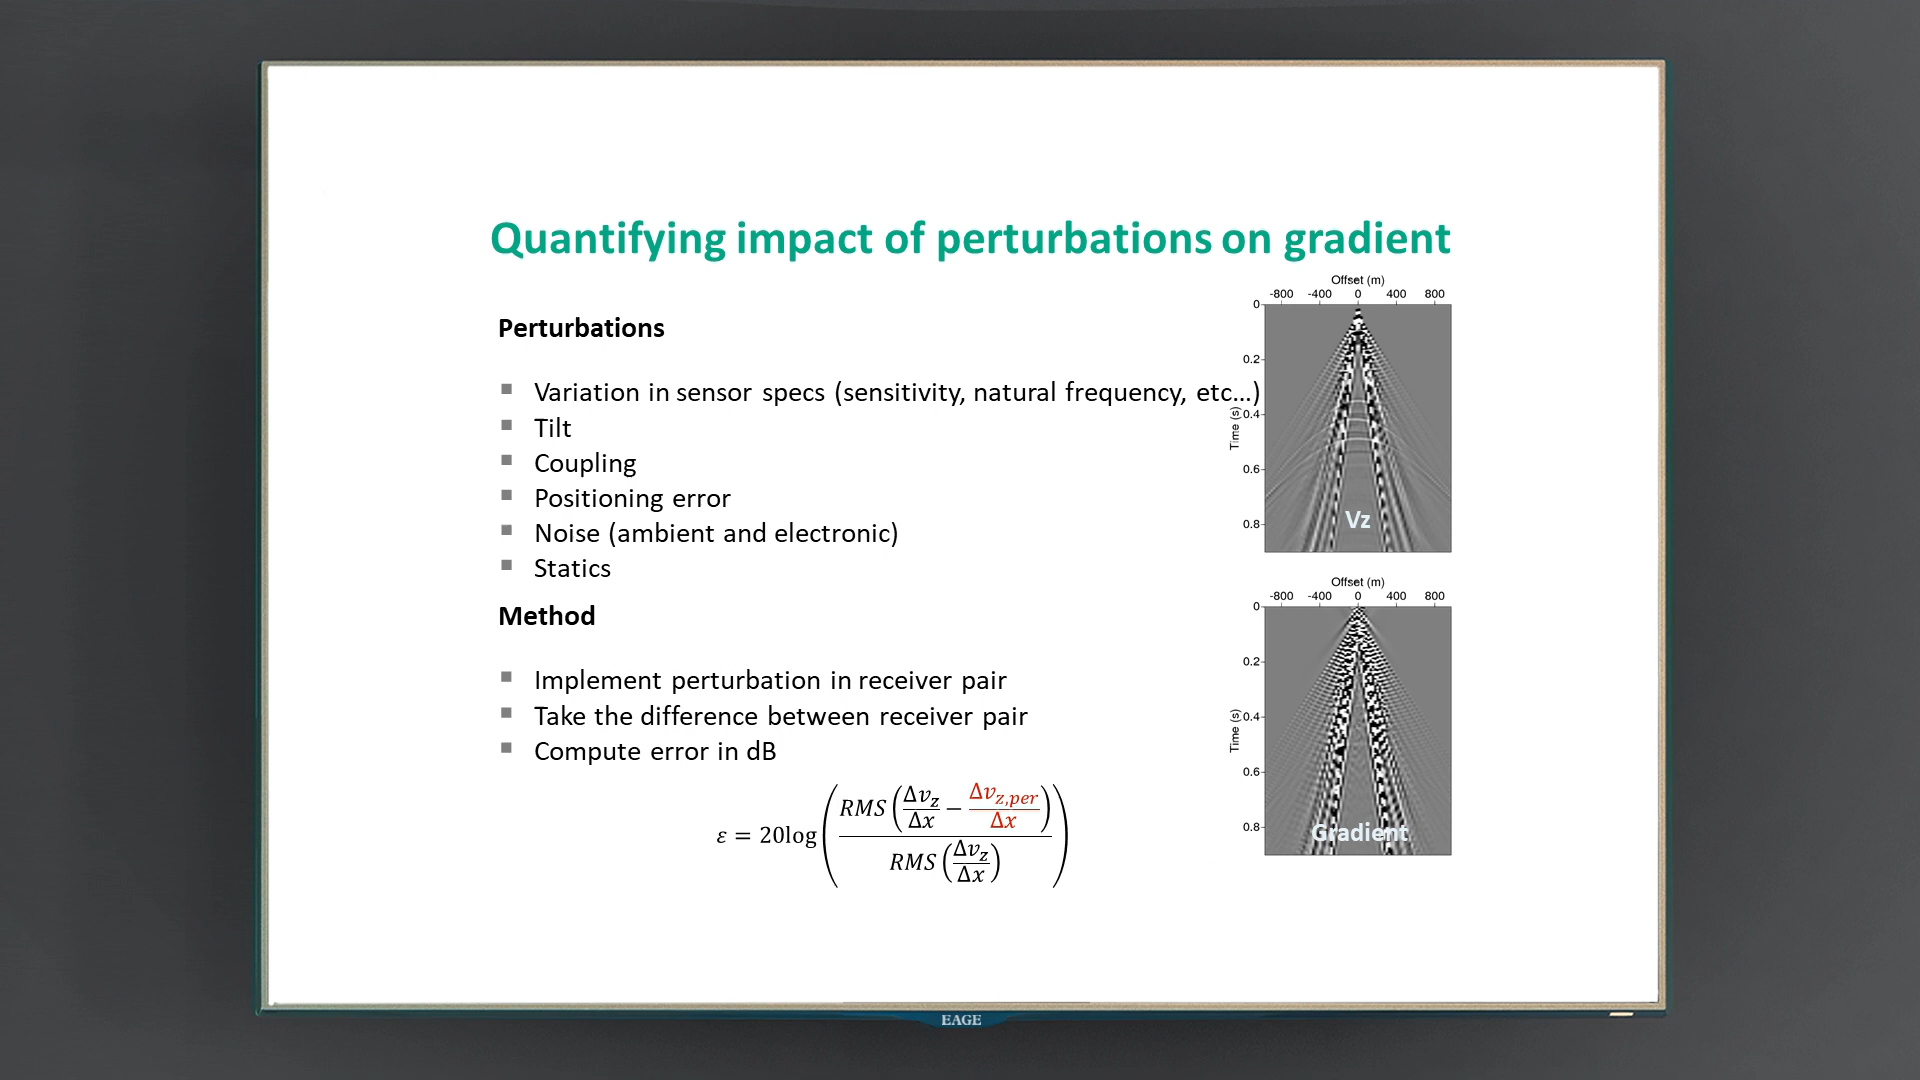 Quantifying impact of perturbations on gradient
Perturbations
▪ Variation in sensor specs (sensitivity, natural frequency, etc...)
▪ Tilt
▪ Coupling
▪ Positioning error
▪ Noise (ambient and electronic)
▪ Statics
Method
▪ Implement perturbation in receiver pair
▪ Take the difference between receiver pair
▪ Compute error in dB
ε = 20log(RMS(Δv_z/Δx − Δv_z,per/Δx) / RMS(Δv_z/Δx))
Offset (m)
-800 -400 0 400 800
0
0.2
0.4
0.6
0.8
Time (s)
Vz
Offset (m)
-800 -400 0 400 800
0
0.2
0.4
0.6
0.8
Time (s)
Gradient
EAGE